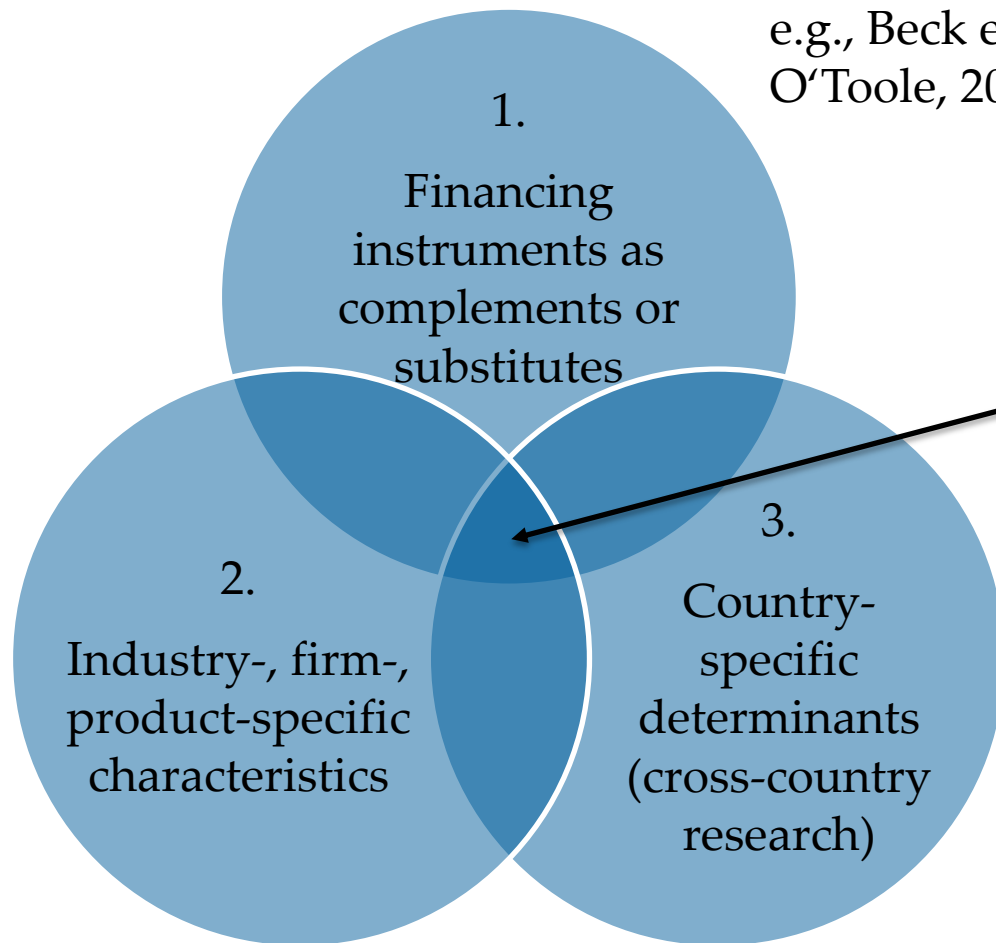 e.g., Beck e
O‘Toole, 20
1.
Financing
instruments as
complements or
substitutes
2.
Industry-, firm-,
product-specific
characteristics
3.
Country-
specific
determinants
(cross-country
research)